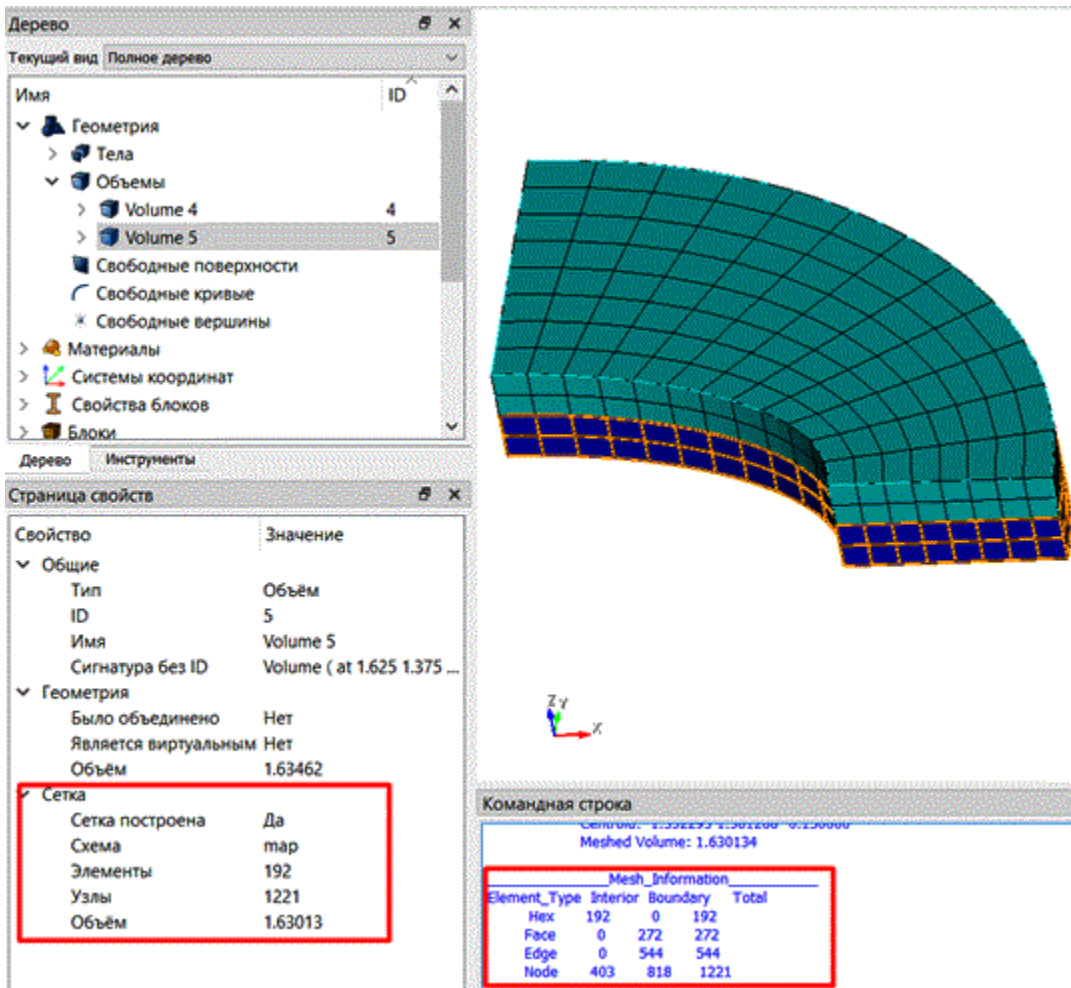 Дерево
Текущий вид Полное дерево
Имя ID
Геометрия
Тела
Объемы
Volume 4 4
Volume 5 5
Свободные поверхности
Свободные кривые
Свободные вершины
Материалы
Системы координат
Свойства блоков
Блоки
Дерево Инструменты
Страница свойств
Свойство Значение
Общие
Тип Объём
ID 5
Имя Volume 5
Сигнатура без ID Volume ( at 1.625 1.375 ...
Геометрия
Было объединено Нет
Является виртуальным Нет
Объём 1.63462
Сетка
Сетка построена Да
Схема map
Элементы 192
Узлы 1221
Объём 1.63013
Z Y
X
Командная строка
Meshed Volume: 1.630134
____________Mesh_Information____________
Element_Type Interior Boundary Total
Hex 192 0 192
Face 0 272 272
Edge 0 544 544
Node 403 818 1221